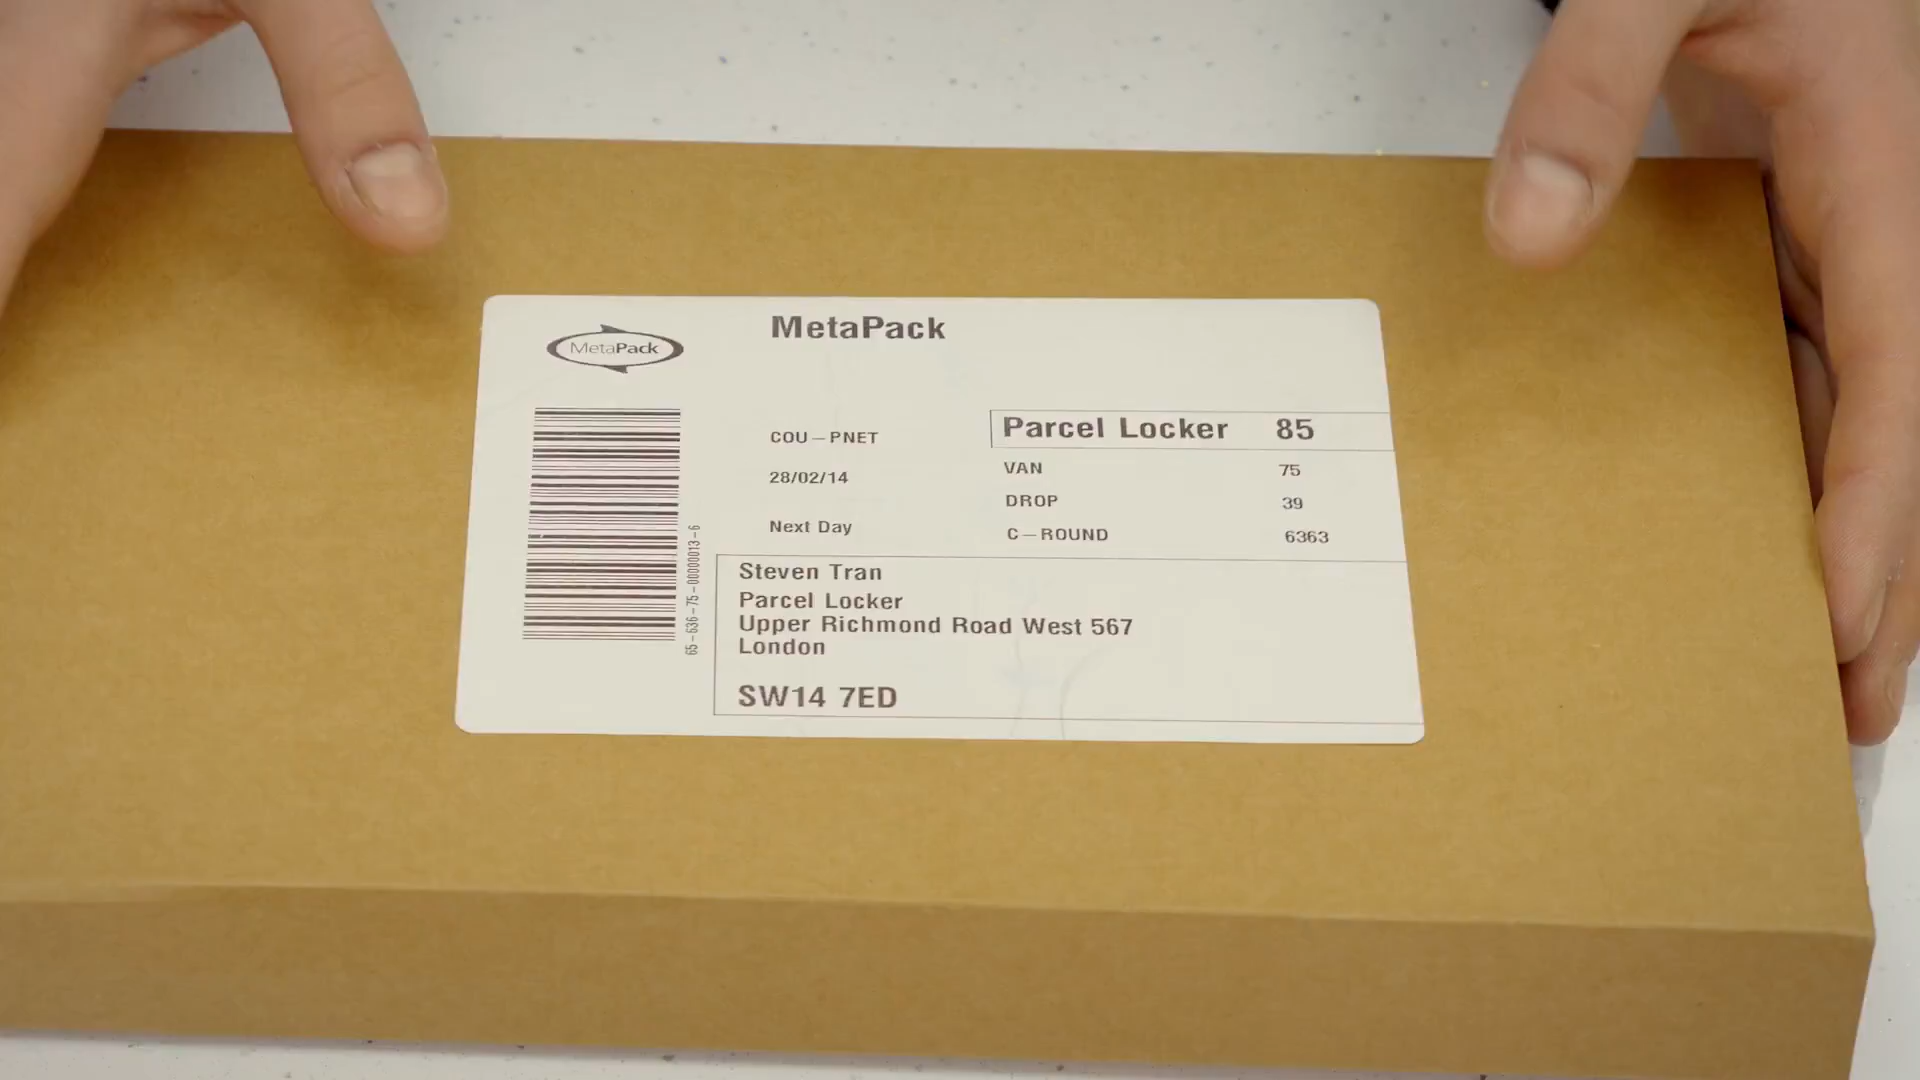 MetaPack
MetaPack
COU – PNET
28/02/14
Next Day
Parcel Locker 85
VAN 75
DROP 39
C – ROUND 6363
65 – 636 – 75 – 00000013 – 6
Steven Tran
Parcel Locker
Upper Richmond Road West 567
London
SW14 7ED